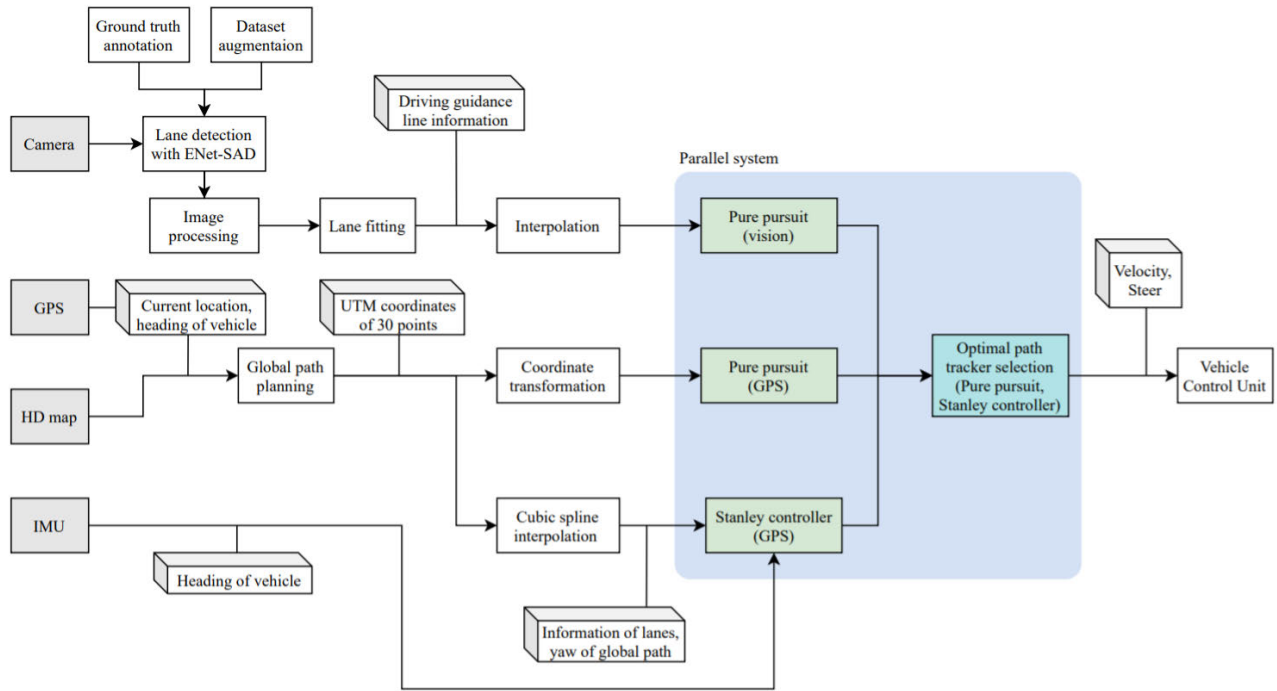 Ground truth
annotation
Dataset
augmentaion
Driving guidance
line information
Camera
Lane detection
with ENet-SAD
Parallel system
Image
processing
Lane fitting
Interpolation
Pure pursuit
(vision)
GPS
Current location,
heading of vehicle
UTM coordinates
of 30 points
Velocity,
Steer
Global path
planning
Coordinate
transformation
Pure pursuit
(GPS)
Optimal path
tracker selection
(Pure pursuit,
Stanley controller)
Vehicle
Control Unit
HD map
IMU
Cubic spline
interpolation
Stanley controller
(GPS)
Heading of vehicle
Information of lanes,
yaw of global path